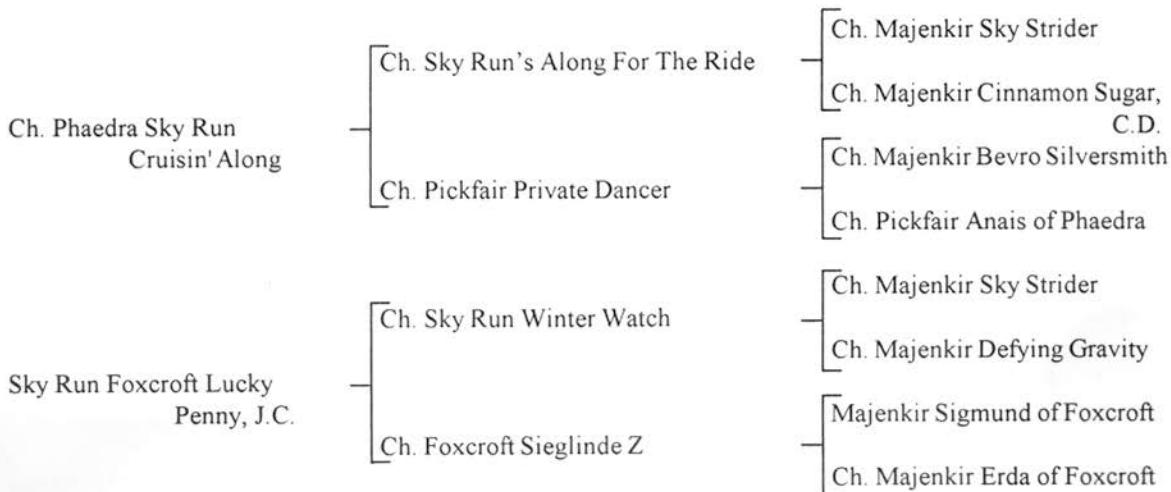 Ch. Majenkir Sky Strider
Ch. Sky Run's Along For The Ride
Ch. Majenkir Cinnamon Sugar,
C.D.
Ch. Phaedra Sky Run
Cruisin' Along
Ch. Majenkir Bevro Silversmith
Ch. Pickfair Private Dancer
Ch. Pickfair Anais of Phaedra
Ch. Majenkir Sky Strider
Ch. Sky Run Winter Watch
Ch. Majenkir Defying Gravity
Sky Run Foxcroft Lucky
Penny, J.C.
Majenkir Sigmund of Foxcroft
Ch. Foxcroft Sieglinde Z
Ch. Majenkir Erda of Foxcroft